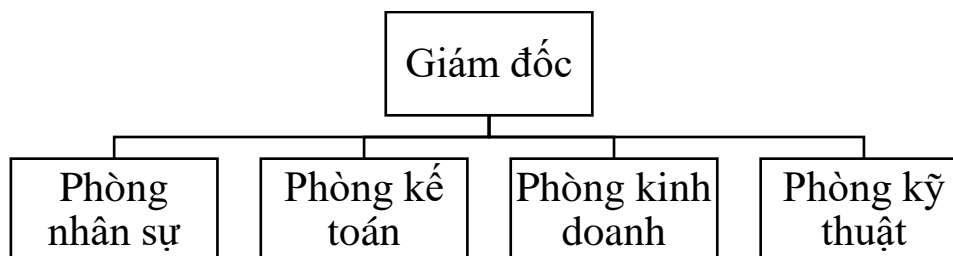 Giám đốc
Phòng
nhân sự
Phòng kế
toán
Phòng kinh
doanh
Phòng kỹ
thuật